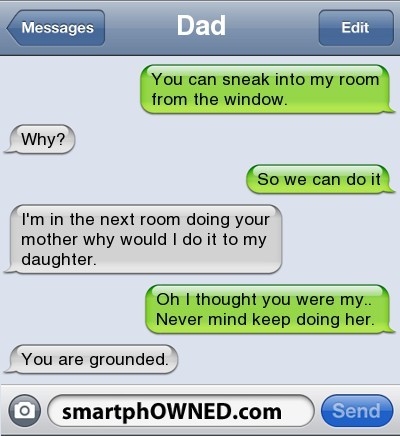 Messages
Dad
Edit
You can sneak into my room
from the window.
Why?
So we can do it
I'm in the next room doing your
mother why would I do it to my
daughter.
Oh I thought you were my..
Never mind keep doing her.
You are grounded.
smartphOWNED.com
Send